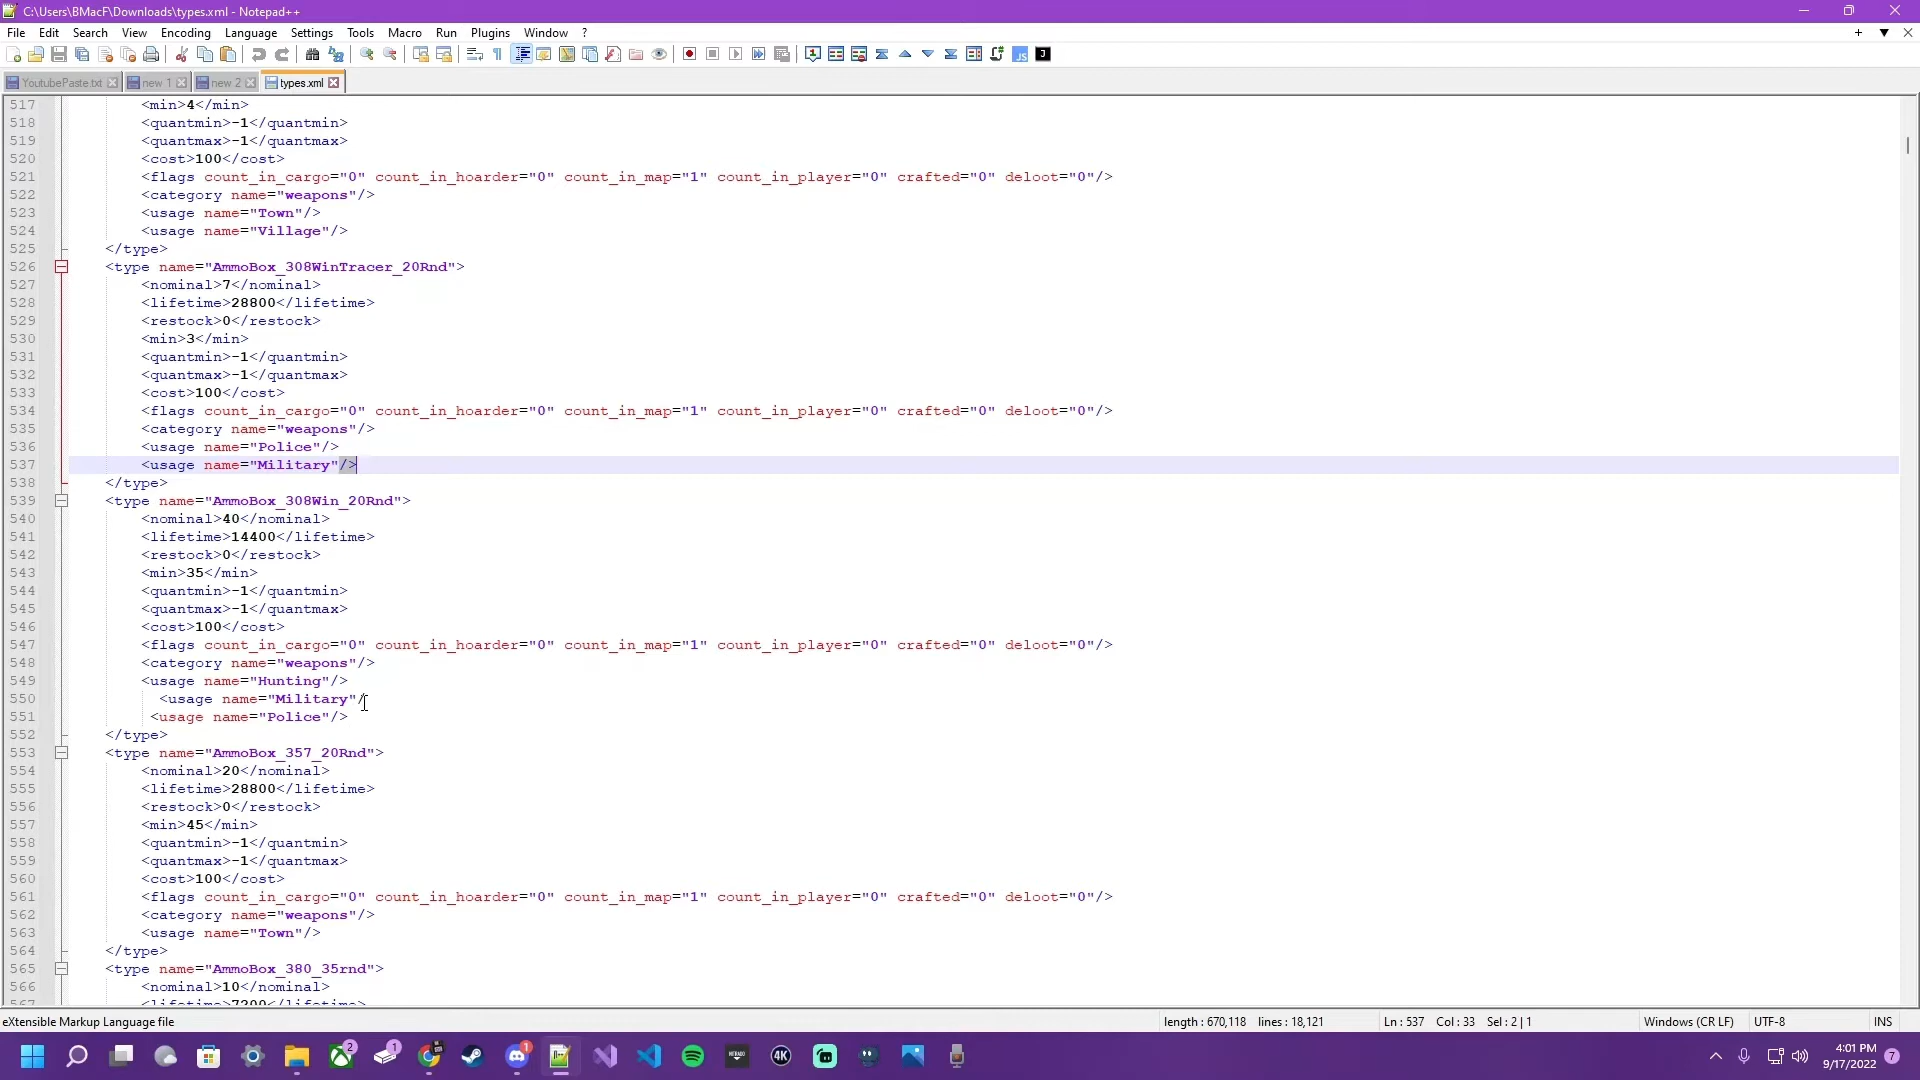 C:\Users\BMacF\Downloads\types.xml - Notepad++
File Edit Search View Encoding Language Settings Tools Macro Run Plugins Window ?
YoutubePaste.txt new 1 new 2 types.xml
517 <min>4</min>
518 <quantmin>-1</quantmin>
519 <quantmax>-1</quantmax>
520 <cost>100</cost>
521 <flags count_in_cargo="0" count_in_hoarder="0" count_in_map="1" count_in_player="0" crafted="0" deloot="0"/>
522 <category name="weapons"/>
523 <usage name="Town"/>
524 <usage name="Village"/>
525 </type>
526 <type name="AmmoBox_308WinTracer_20Rnd">
527 <nominal>7</nominal>
528 <lifetime>28800</lifetime>
529 <restock>0</restock>
530 <min>3</min>
531 <quantmin>-1</quantmin>
532 <quantmax>-1</quantmax>
533 <cost>100</cost>
534 <flags count_in_cargo="0" count_in_hoarder="0" count_in_map="1" count_in_player="0" crafted="0" deloot="0"/>
535 <category name="weapons"/>
536 <usage name="Police"/>
537 <usage name="Military"/>
538 </type>
539 <type name="AmmoBox_308Win_20Rnd">
540 <nominal>40</nominal>
541 <lifetime>14400</lifetime>
542 <restock>0</restock>
543 <min>35</min>
544 <quantmin>-1</quantmin>
545 <quantmax>-1</quantmax>
546 <cost>100</cost>
547 <flags count_in_cargo="0" count_in_hoarder="0" count_in_map="1" count_in_player="0" crafted="0" deloot="0"/>
548 <category name="weapons"/>
549 <usage name="Hunting"/>
550 <usage name="Military"/
551 <usage name="Police"/>
552 </type>
553 <type name="AmmoBox_357_20Rnd">
554 <nominal>20</nominal>
555 <lifetime>28800</lifetime>
556 <restock>0</restock>
557 <min>45</min>
558 <quantmin>-1</quantmin>
559 <quantmax>-1</quantmax>
560 <cost>100</cost>
561 <flags count_in_cargo="0" count_in_hoarder="0" count_in_map="1" count_in_player="0" crafted="0" deloot="0"/>
562 <category name="weapons"/>
563 <usage name="Town"/>
564 </type>
565 <type name="AmmoBox_380_35rnd">
566 <nominal>10</nominal>
567 <lifetime>7200</lifetime>
eXtensible Markup Language file length : 670,118 lines : 18,121 Ln : 537 Col : 33 Sel : 2 | 1 Windows (CR LF) UTF-8 INS
2 1 1 4K 4:01 PM 7
9/17/2022